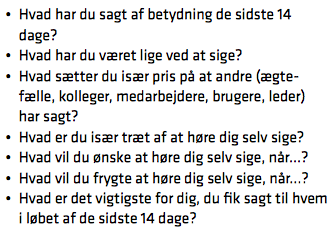 • Hvad har du sagt af betydning de sidste 14
dage?
• Hvad har du været lige ved at sige?
• Hvad sætter du især pris på at andre (ægte-
fælle, kolleger, medarbejdere, brugere, leder)
har sagt?
• Hvad er du især træt af at høre dig selv sige?
• Hvad vil du ønske at høre dig selv sige, når...?
• Hvad vil du frygte at høre dig selv sige, når...?
• Hvad er det vigtigste for dig, du fik sagt til hvem
i løbet af de sidste 14 dage?